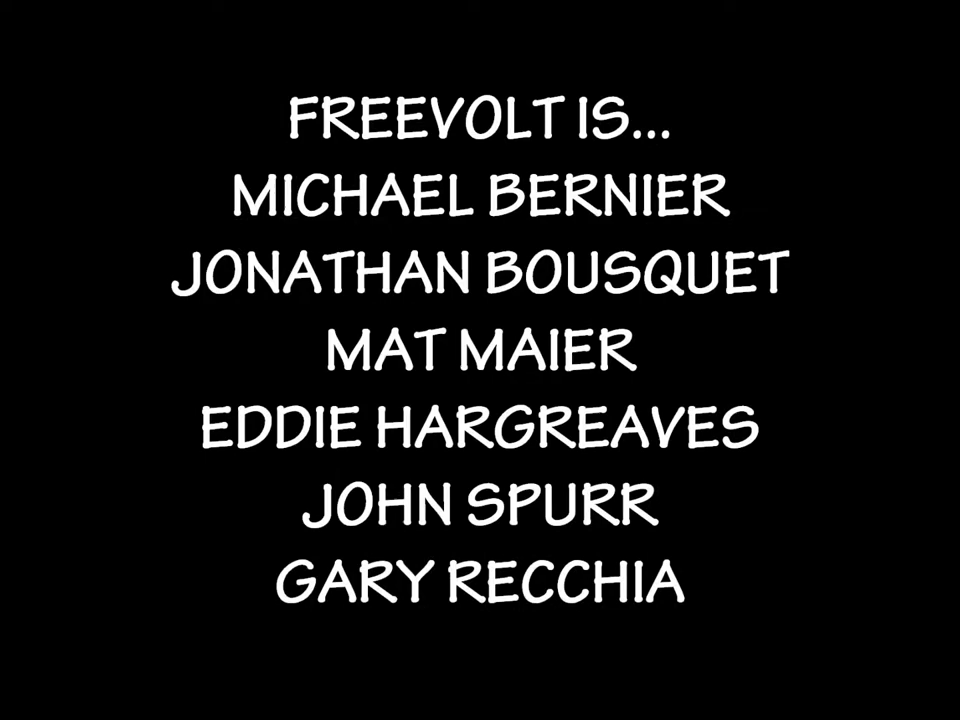 FREEVOLT IS...
MICHAEL BERNIER
JONATHAN BOUSQUET
MAT MAIER
EDDIE HARGREAVES
JOHN SPURR
GARY RECCHIA